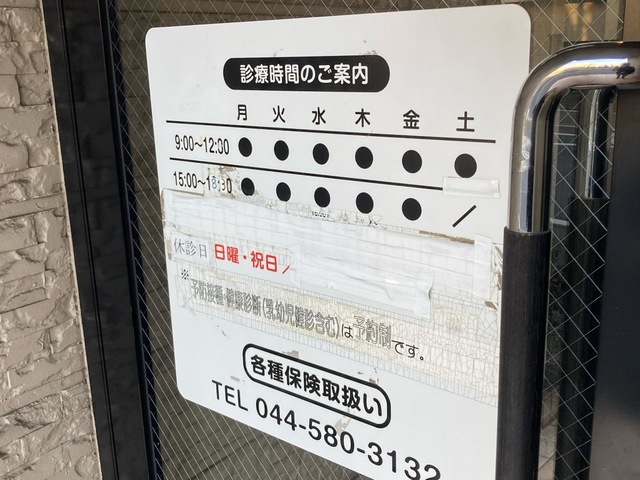 診療時間のご案内
月 火 水 木 金 土
9:00~12:00 ● ● ● ● ● ●
15:00~18:30 ● ● ● ● ● /
休診日 日曜・祝日/
※予防接種・健康診断(乳幼児健診含む)は予約制です。
各種保険取扱い
TEL 044-580-3132